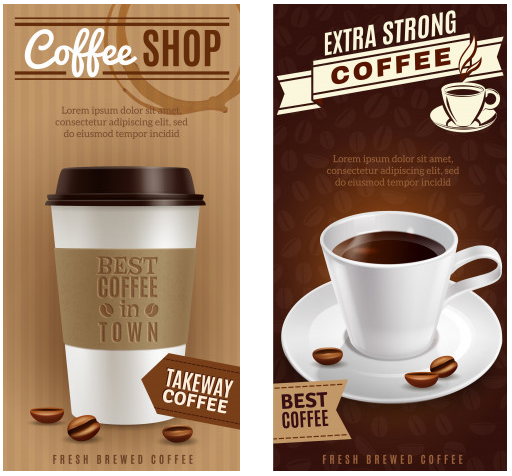 Coffee SHOP
Lorem ipsum dolor sit amet,
consectetur adipiscing elit, sed
do eiusmod tempor incidid
BEST
COFFEE
in
TOWN
TAKEWAY
COFFEE
FRESH BREWED COFFEE
EXTRA STRONG
COFFEE
Lorem ipsum dolor sit amet,
consectetur adipiscing elit, sed
do eiusmod tempor incidid
BEST
COFFEE
FRESH BREWED COFFEE